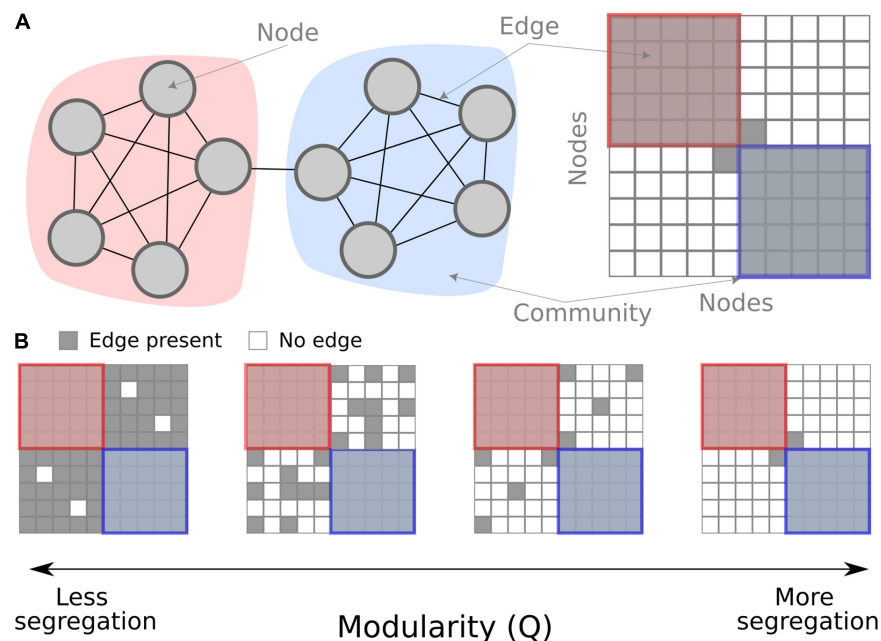 A
Node
Edge
Nodes
Community
Nodes
B
Edge present
No edge
Less
segregation
Modularity (Q)
More
segregation